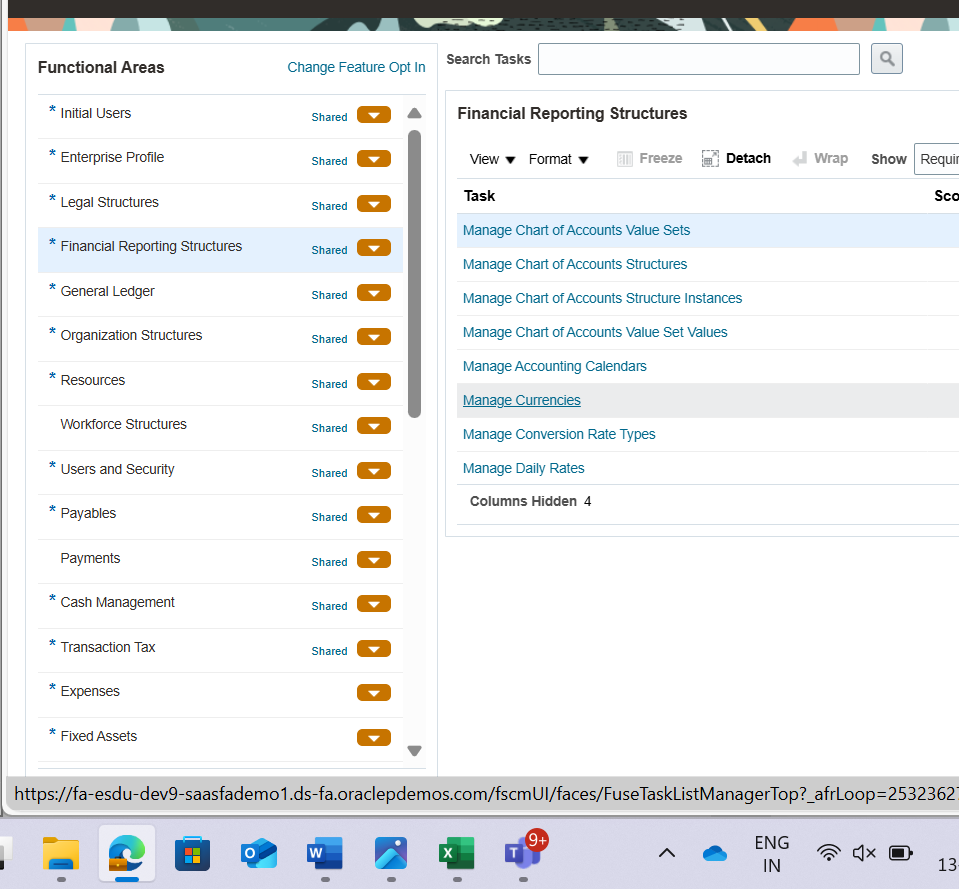 Functional Areas
Change Feature Opt In
* Initial Users Shared
* Enterprise Profile Shared
* Legal Structures Shared
* Financial Reporting Structures Shared
* General Ledger Shared
* Organization Structures Shared
* Resources Shared
Workforce Structures Shared
* Users and Security Shared
* Payables Shared
Payments Shared
* Cash Management Shared
* Transaction Tax Shared
* Expenses
* Fixed Assets
Search Tasks
Financial Reporting Structures
View Format Freeze Detach Wrap Show Requir
Task Sco
Manage Chart of Accounts Value Sets
Manage Chart of Accounts Structures
Manage Chart of Accounts Structure Instances
Manage Chart of Accounts Value Set Values
Manage Accounting Calendars
Manage Currencies
Manage Conversion Rate Types
Manage Daily Rates
Columns Hidden 4
https://fa-esdu-dev9-saasfademo1.ds-fa.oraclepdemos.com/fscmUI/faces/FuseTaskListManagerTop?_afrLoop=2532362
O W X T 9+
ENG
IN
13